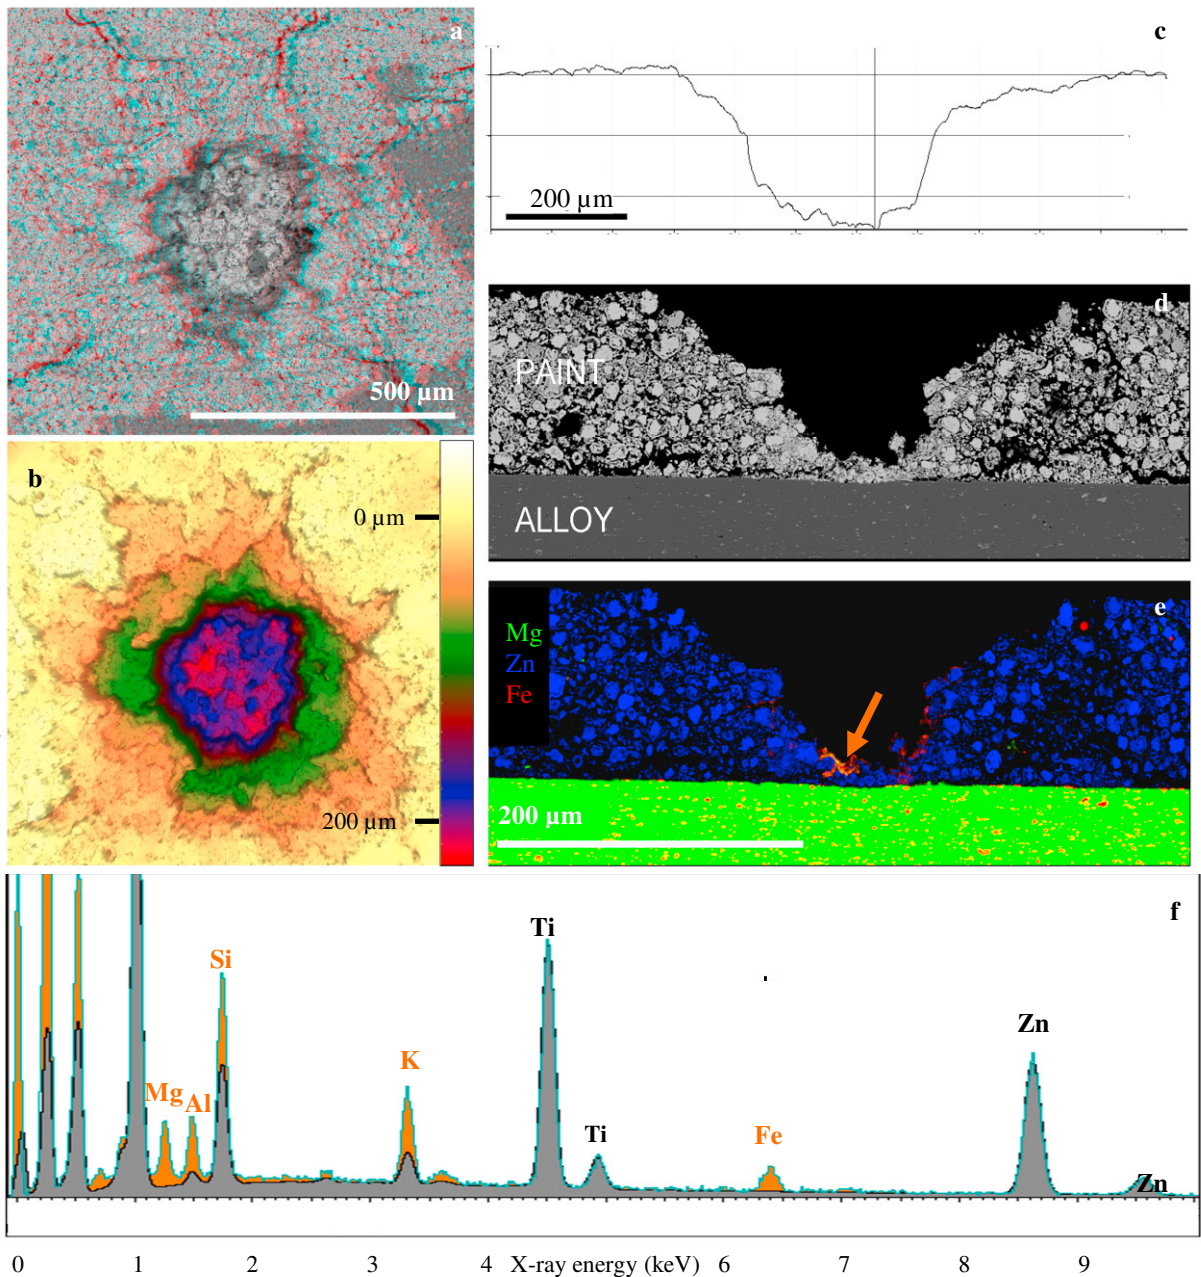 a
500 µm
b
0 µm
200 µm
c
200 µm
d
PAINT
ALLOY
e
Mg
Zn
Fe
200 µm
f
Si
Mg
Al
K
Ti
Ti
Fe
Zn
Zn
0 1 2 3 4 X-ray energy (keV) 6 7 8 9